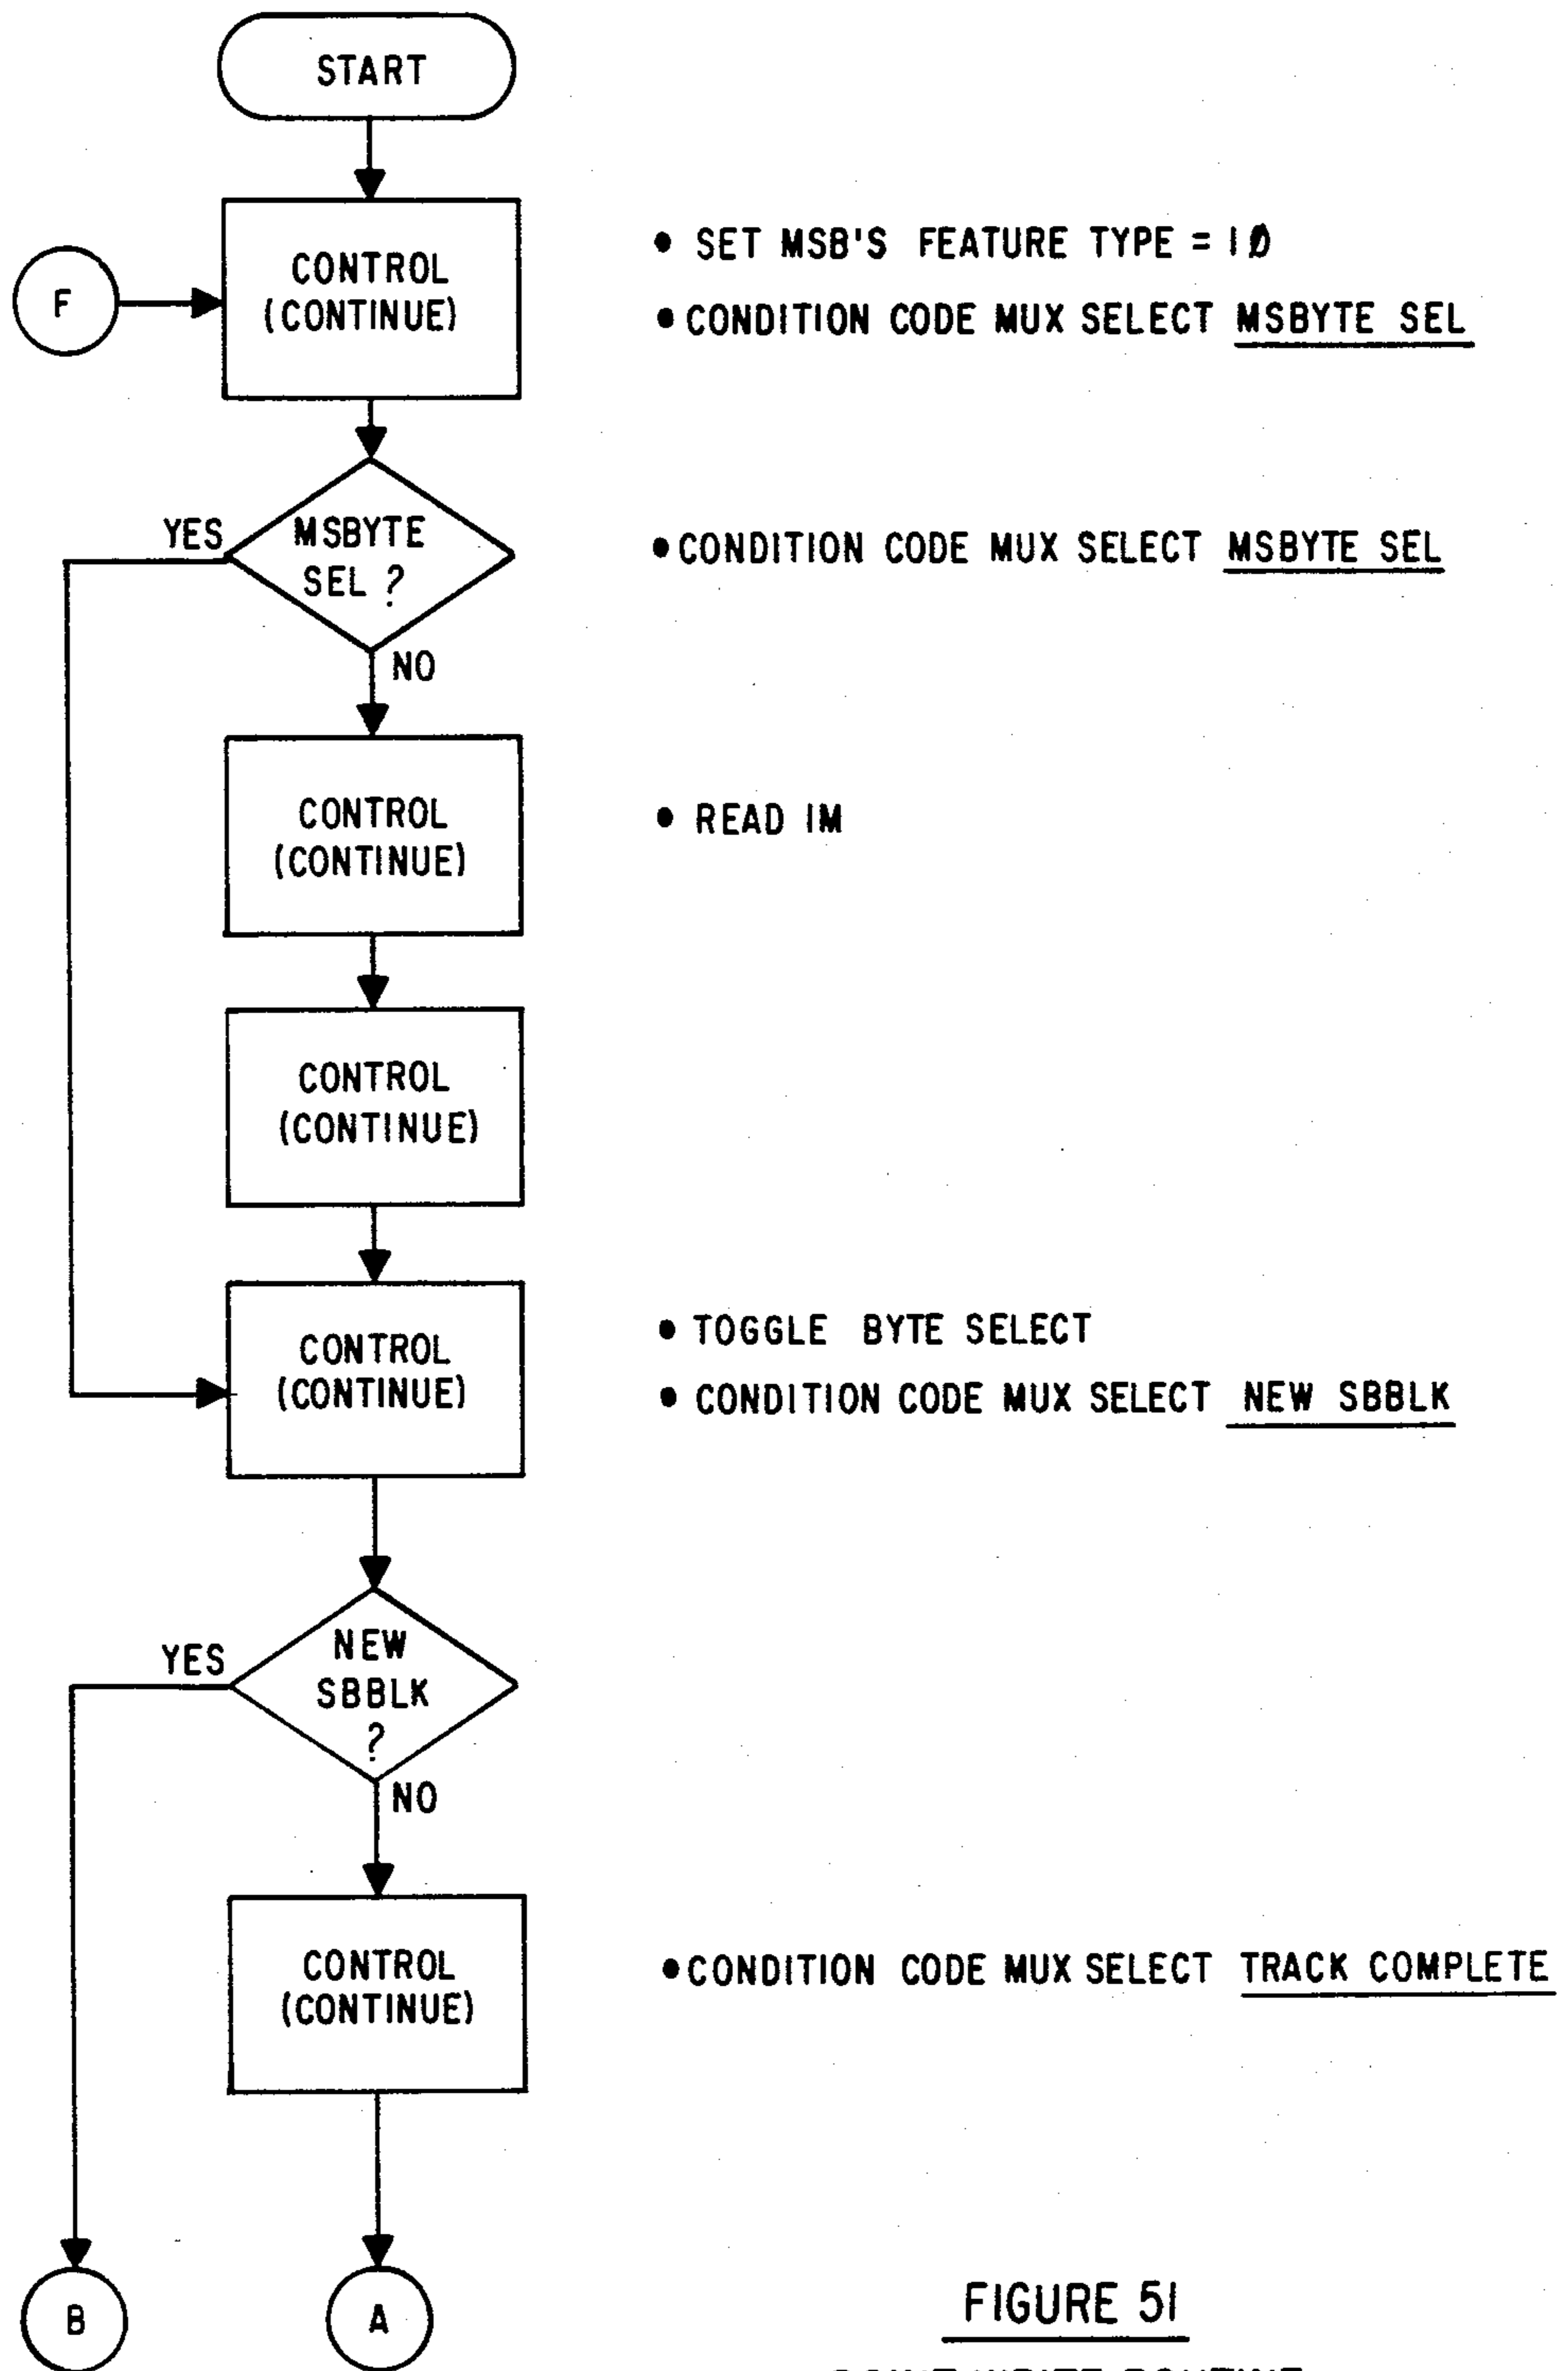 START
F
CONTROL
(CONTINUE)
• SET MSB'S FEATURE TYPE = 1Ø
• CONDITION CODE MUX SELECT MSBYTE SEL
YES
MSBYTE
SEL ?
NO
• CONDITION CODE MUX SELECT MSBYTE SEL
CONTROL
(CONTINUE)
• READ IM
CONTROL
(CONTINUE)
CONTROL
(CONTINUE)
• TOGGLE BYTE SELECT
• CONDITION CODE MUX SELECT NEW SBBLK
YES
NEW
SBBLK
?
NO
CONTROL
(CONTINUE)
• CONDITION CODE MUX SELECT TRACK COMPLETE
B
A
FIGURE 51